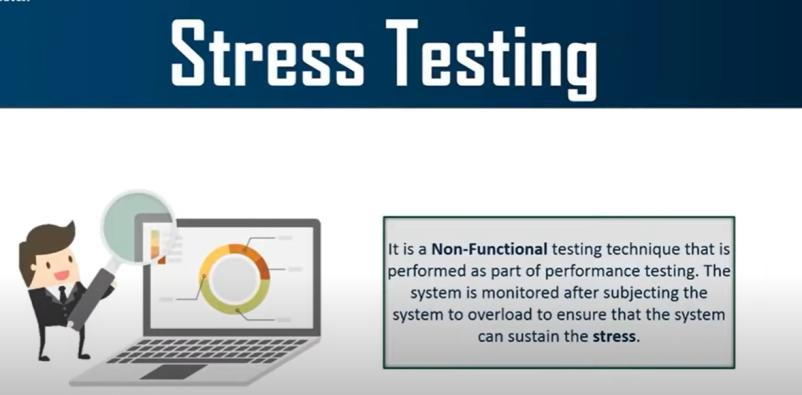 Stress Testing
It is a Non-Functional testing technique that is
performed as part of performance testing. The
system is monitored after subjecting the
system to overload to ensure that the system
can sustain the stress.